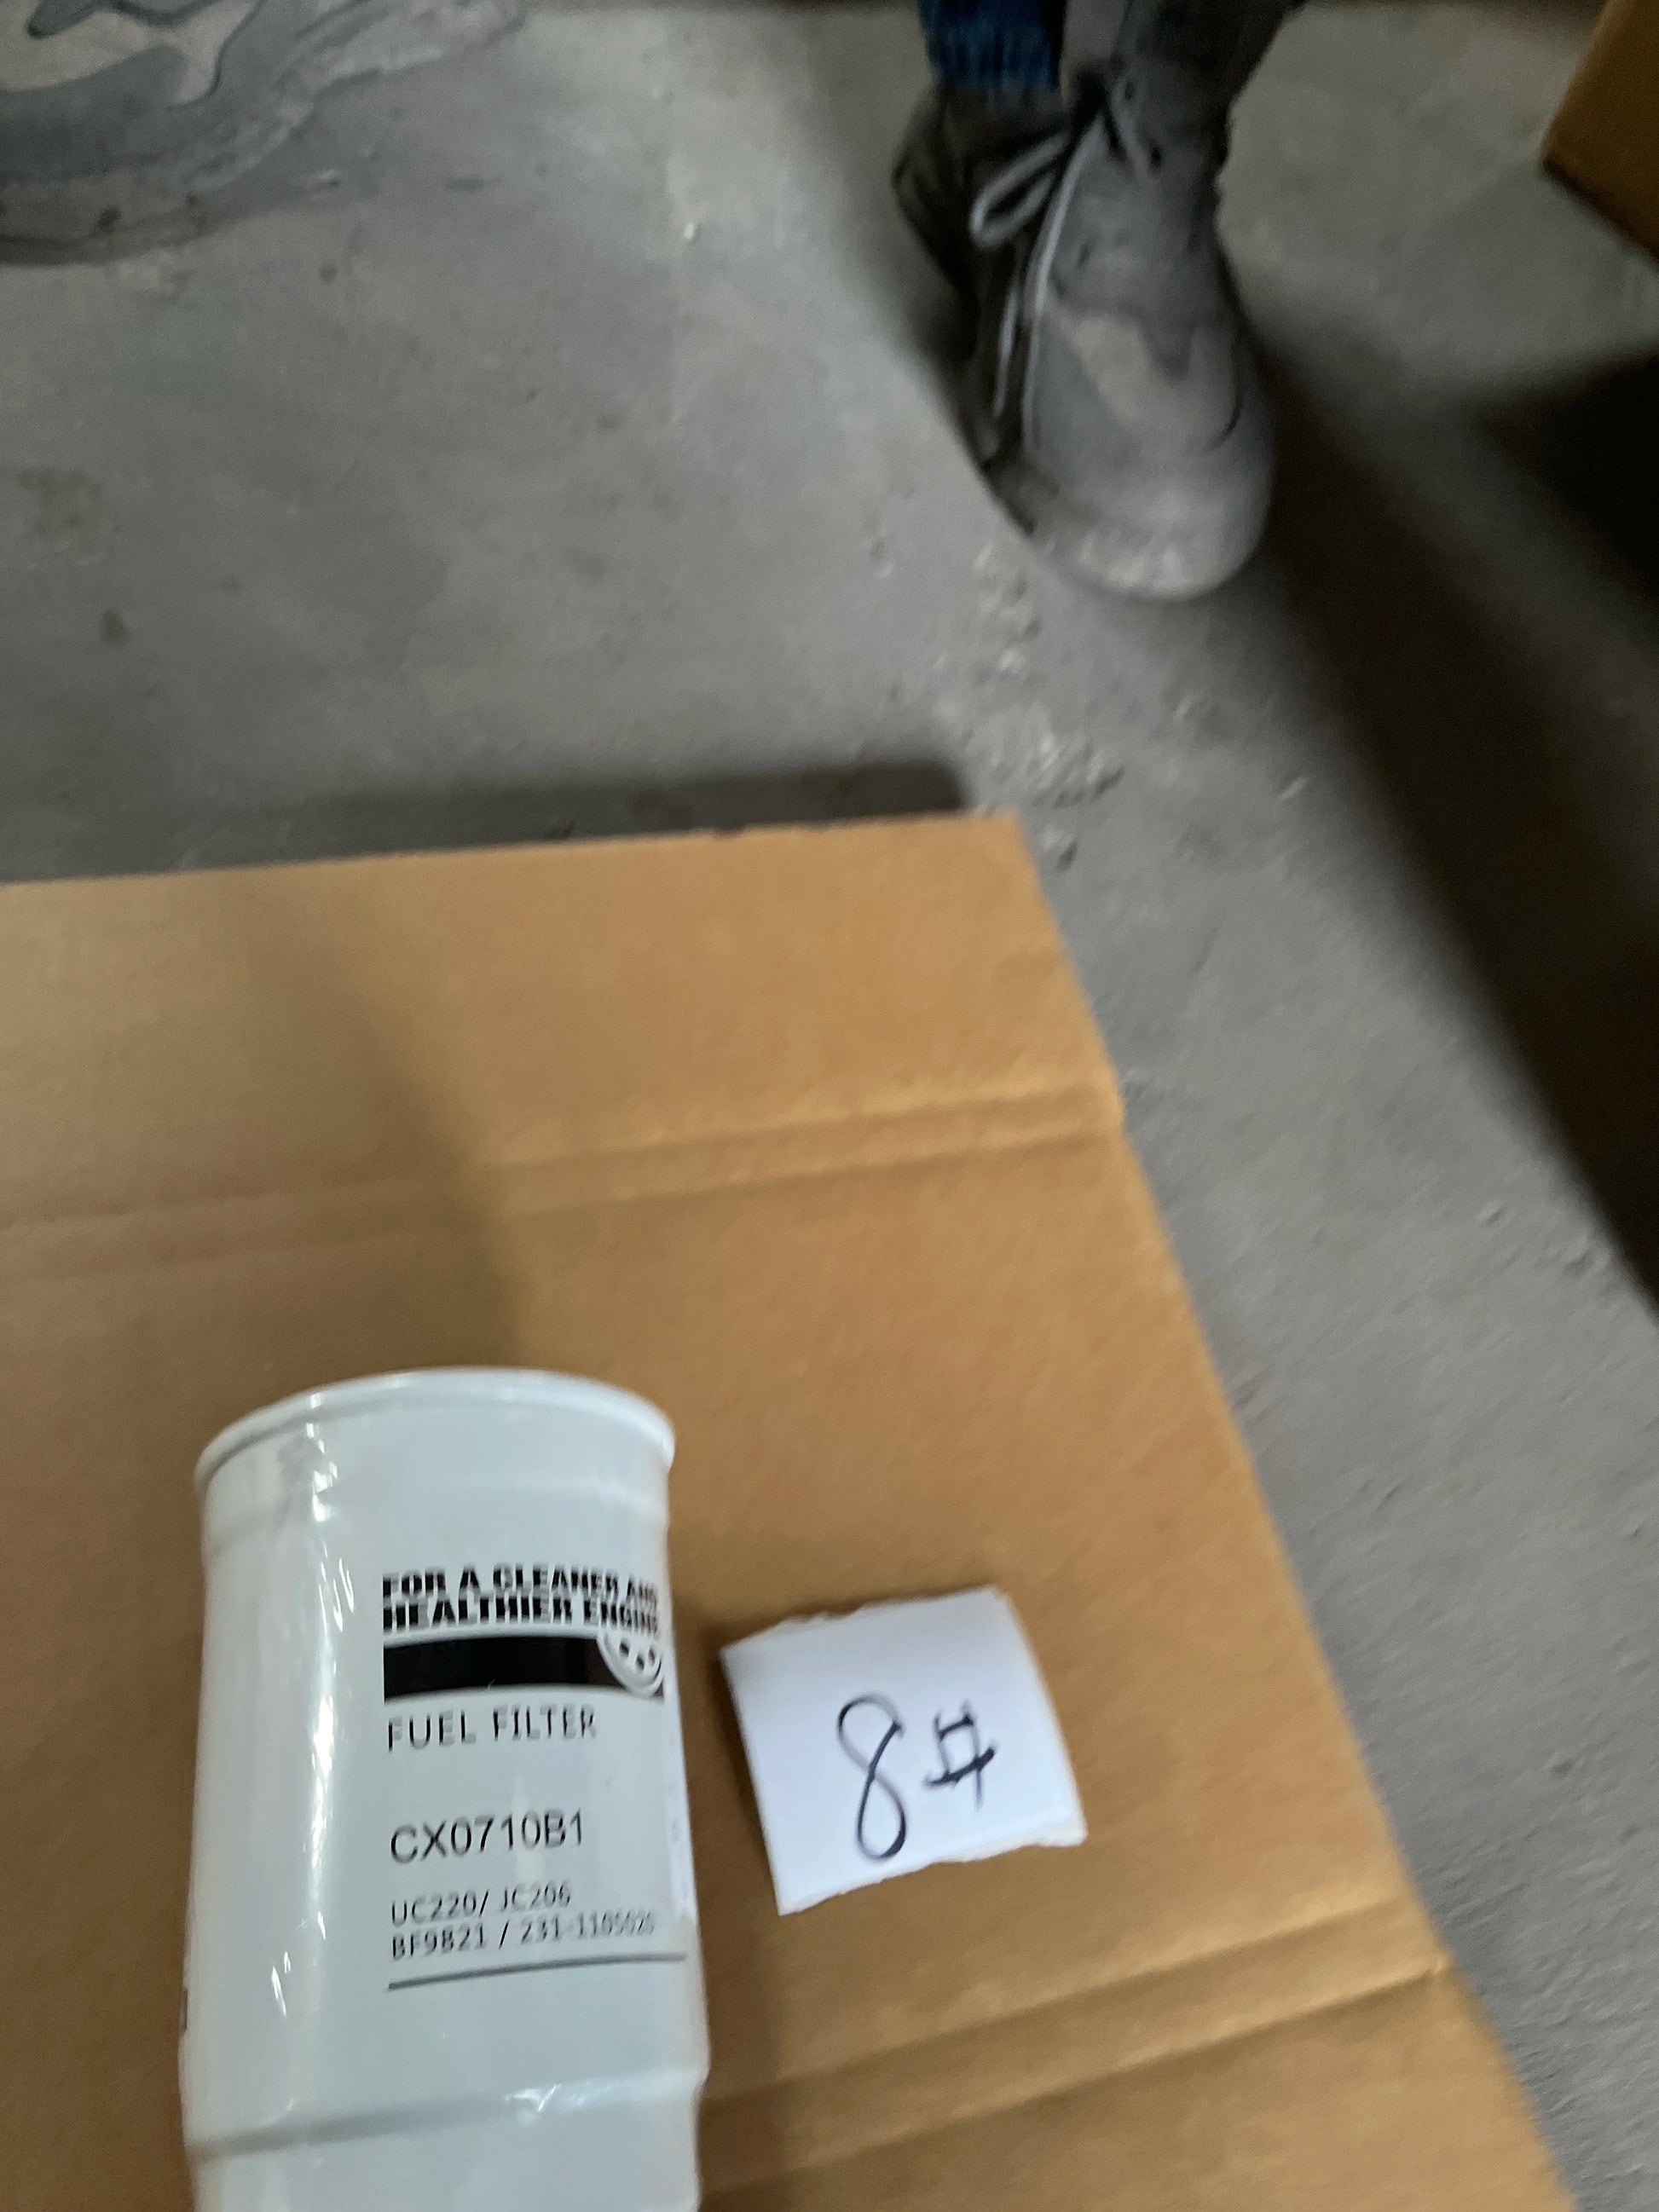 FOR A CLEANER AND
HEALTHIER ENGINE
FUEL FILTER
CX0710B1
UC220/ JC206
BF9821 / 231-1105020
8#